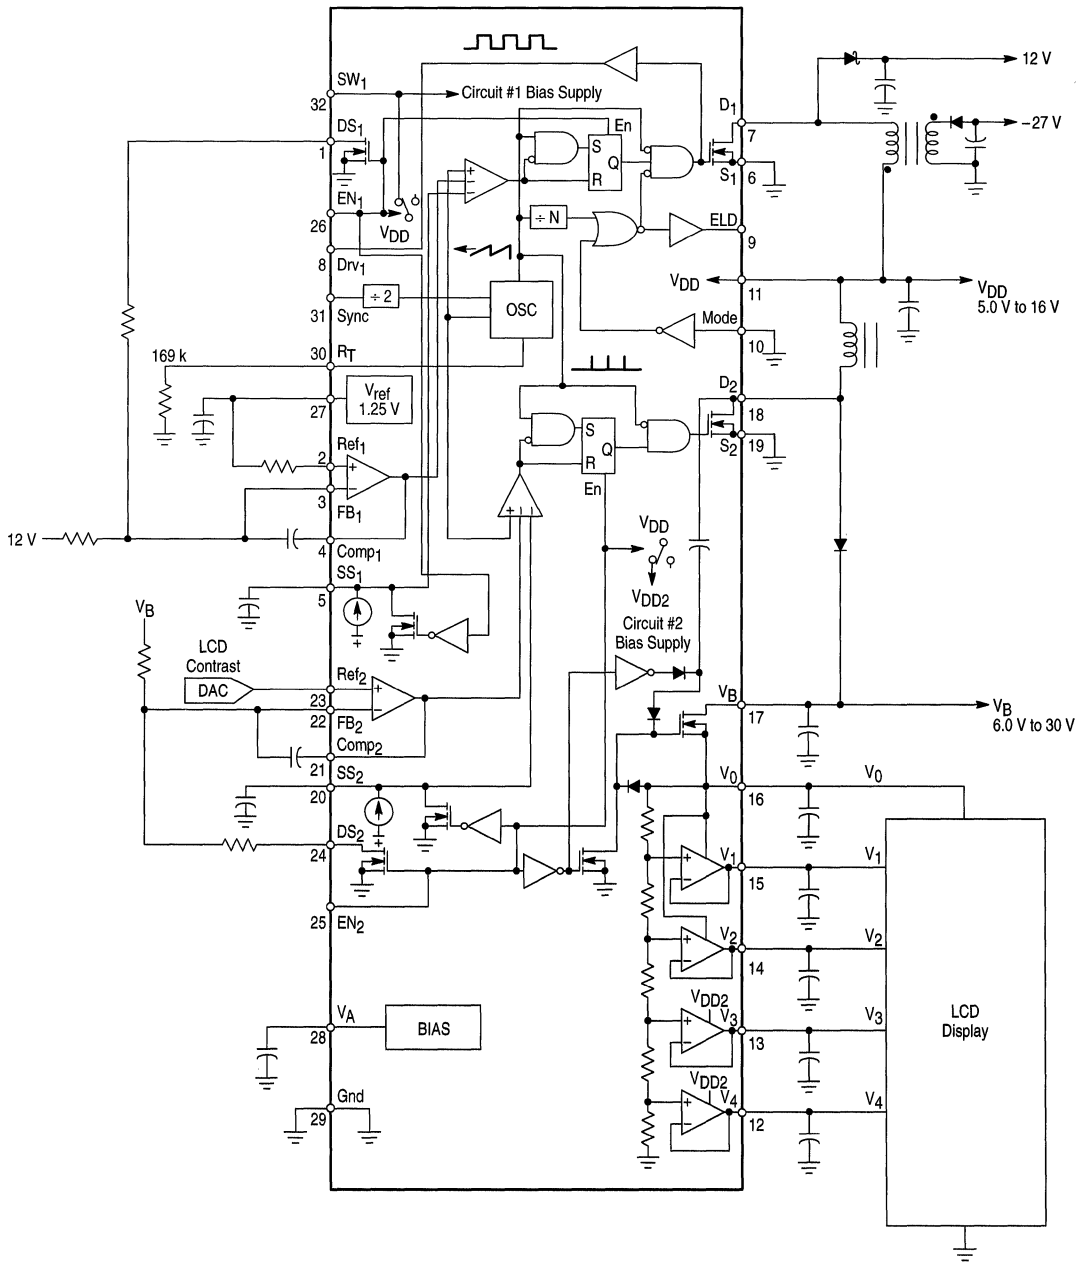 SW1
32
Circuit #1 Bias Supply
DS1
1
EN1
26
VDD
8
Drv1
31
Sync
÷ 2
30
RT
169 k
27
Vref
1.25 V
Ref1
2
3
FB1
12 V
4
Comp1
SS1
5
VB
LCD
Contrast
DAC
Ref2
23
22
FB2
Comp2
21
SS2
20
DS2
24
25
EN2
VA
28
BIAS
Gnd
29
+
−
−
En
S
Q
R
÷ N
OSC
+
−
+
S
Q
R
En
+
VDD
VDD2
Circuit #2
Bias Supply
+
−
+
+
D1
7
S1
6
ELD
9
VDD
11
Mode
10
D2
18
S2
19
VB
17
V0
16
V1
15
+
−
V2
14
+
−
VDD2
V3
13
+
−
VDD2
V4
12
+
−
12 V
−27 V
VDD
5.0 V to 16 V
VB
6.0 V to 30 V
V0
V1
V2
V3
V4
LCD
Display